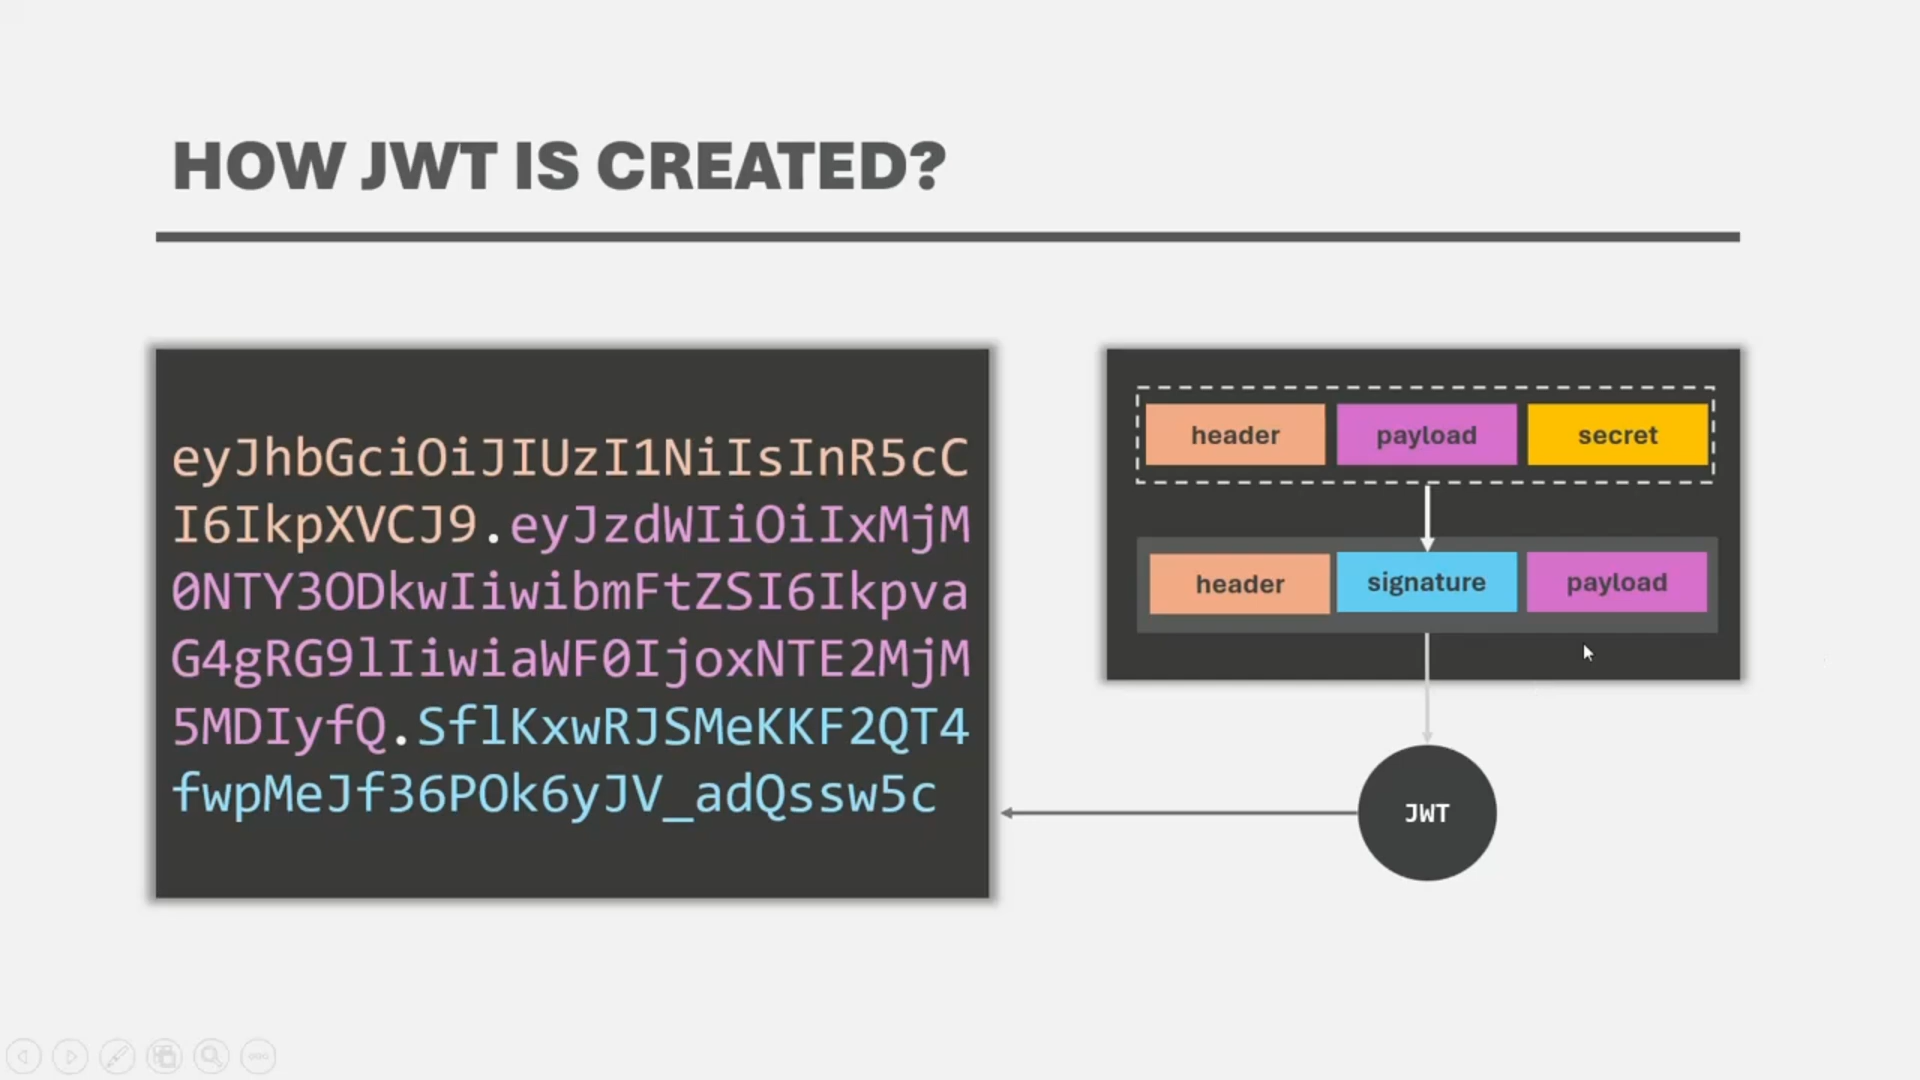 HOW JWT IS CREATED?
eyJhbGciOiJIUzI1NiIsInR5cC
I6IkpXVCJ9.eyJzdWIiOiIxMjM
0NTY3ODkwIiwibmFtZSI6Ikpva
G4gRG9lIiwiaWF0IjoxNTE2MjM
5MDIyfQ.SflKxwRJSMeKKF2QT4
fwpMeJf36POk6yJV_adQssw5c
header payload secret
header signature payload
JWT